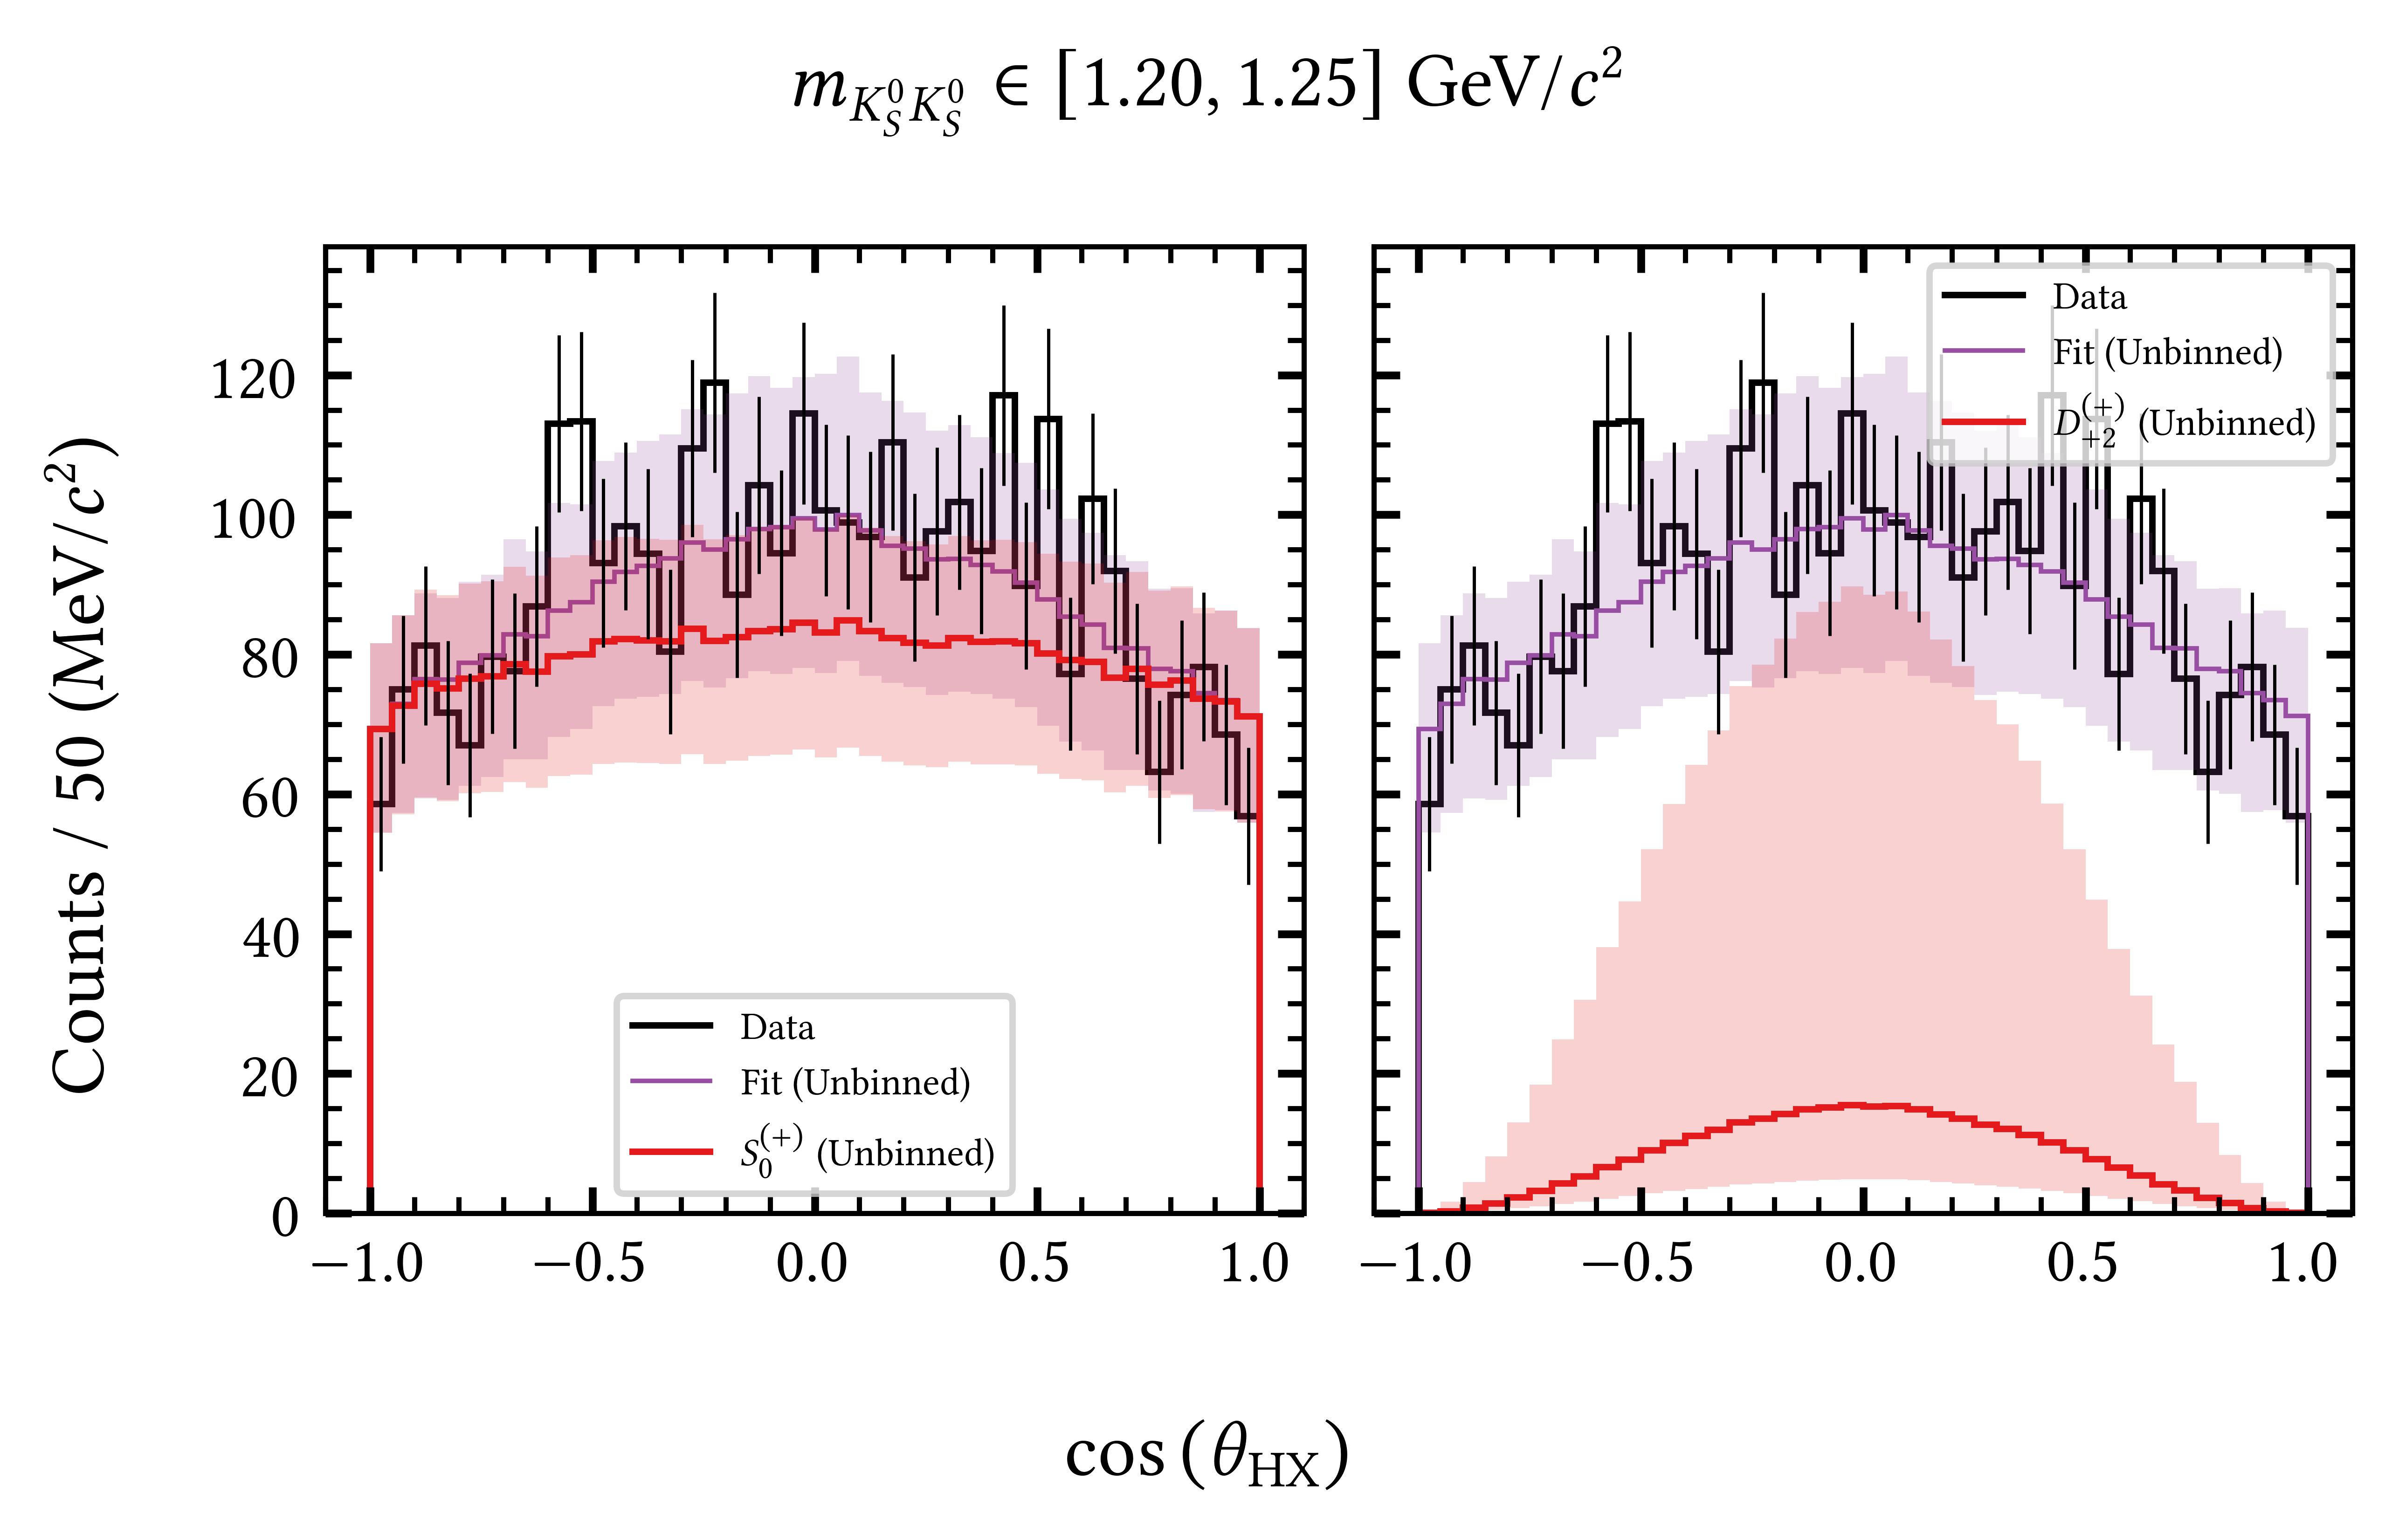 m_{K_S^0 K_S^0} ∈ [1.20, 1.25] GeV/c²
Counts / 50 (MeV/c²)
120
100
80
60
40
20
0
Data
Fit (Unbinned)
S_0^{(+)} (Unbinned)
−1.0 −0.5 0.0 0.5 1.0
Data
Fit (Unbinned)
D_{+2}^{(+)} (Unbinned)
−1.0 −0.5 0.0 0.5 1.0
cos (θ_{HX})